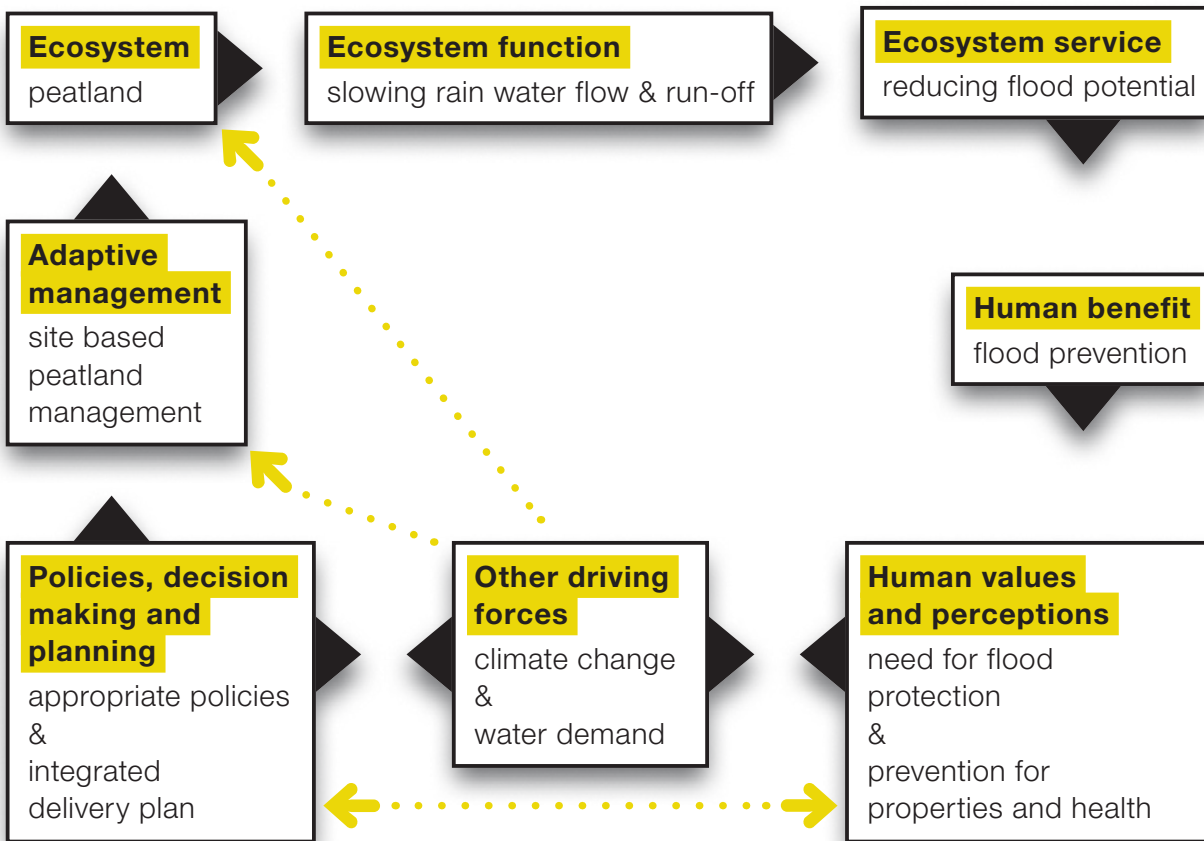 Ecosystem
peatland
Ecosystem function
slowing rain water flow & run-off
Ecosystem service
reducing flood potential
Adaptive
management
site based
peatland
management
Human benefit
flood prevention
Policies, decision
making and
planning
appropriate policies
&
integrated
delivery plan
Other driving
forces
climate change
&
water demand
Human values
and perceptions
need for flood
protection
&
prevention for
properties and health